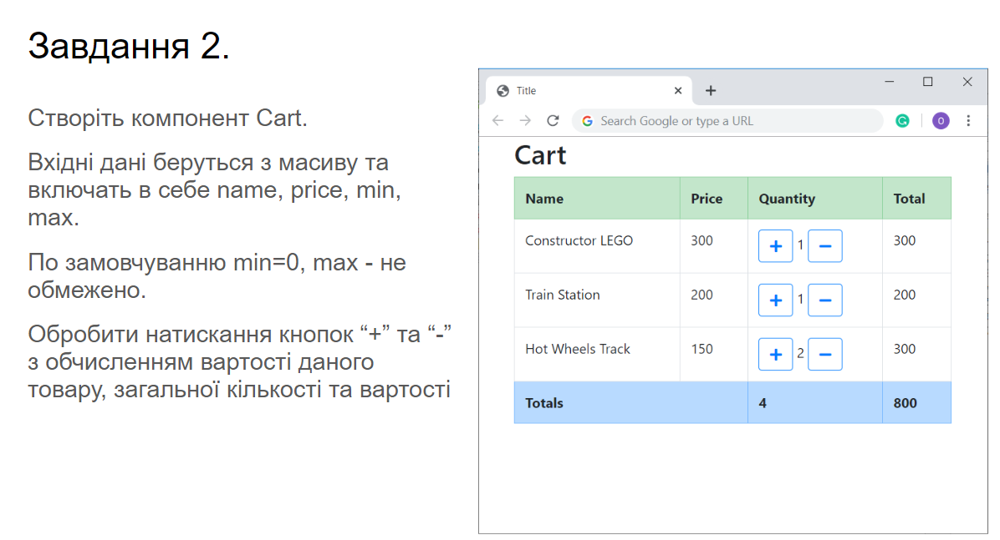 Завдання 2.
Створіть компонент Cart.
Вхідні дані беруться з масиву та
включать в себе name, price, min,
max.
По замовчуванню min=0, max - не
обмежено.
Обробити натискання кнопок “+” та “-”
з обчисленням вартості даного
товару, загальної кількості та вартості
Title
Search Google or type a URL
O
Cart
Name Price Quantity Total
Constructor LEGO 300 + 1 − 300
Train Station 200 + 1 − 200
Hot Wheels Track 150 + 2 − 300
Totals 4 800